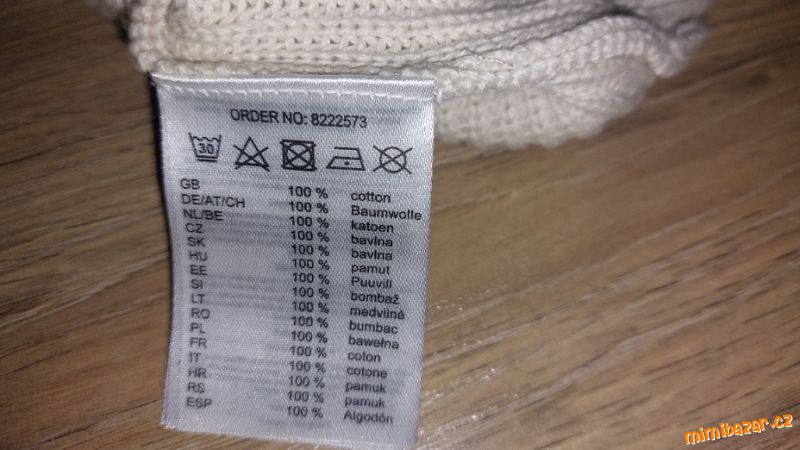 ORDER NO: 8222573
30
GB 100 % cotton
DE/AT/CH 100 % Baumwolle
NL/BE 100 % katoen
CZ 100 % bavlna
SK 100 % bavlna
HU 100 % pamut
EE 100 % Puuvill
SI 100 % bombaž
LT 100 % medvilnė
RO 100 % bumbac
PL 100 % bawełna
FR 100 % coton
IT 100 % cotone
HR 100 % pamuk
RS 100 % pamuk
ESP 100 % Algodón
mimibazar.cz